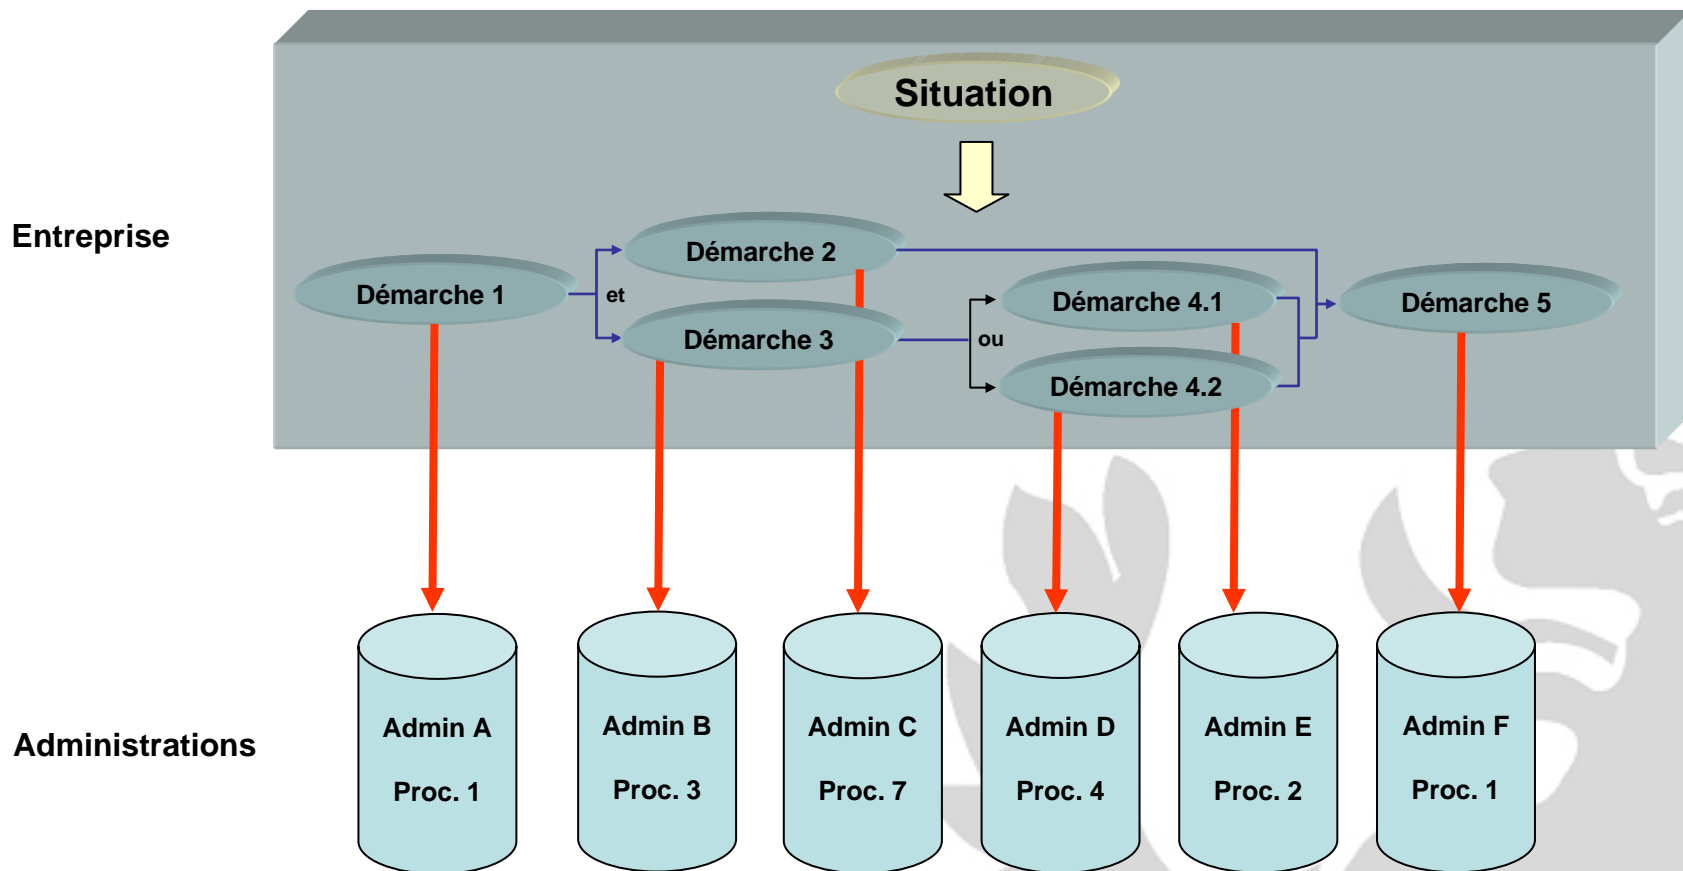 Situation
Entreprise
Démarche 1
et
Démarche 2
Démarche 3
ou
Démarche 4.1
Démarche 4.2
Démarche 5
Administrations
Admin A
Proc. 1
Admin B
Proc. 3
Admin C
Proc. 7
Admin D
Proc. 4
Admin E
Proc. 2
Admin F
Proc. 1